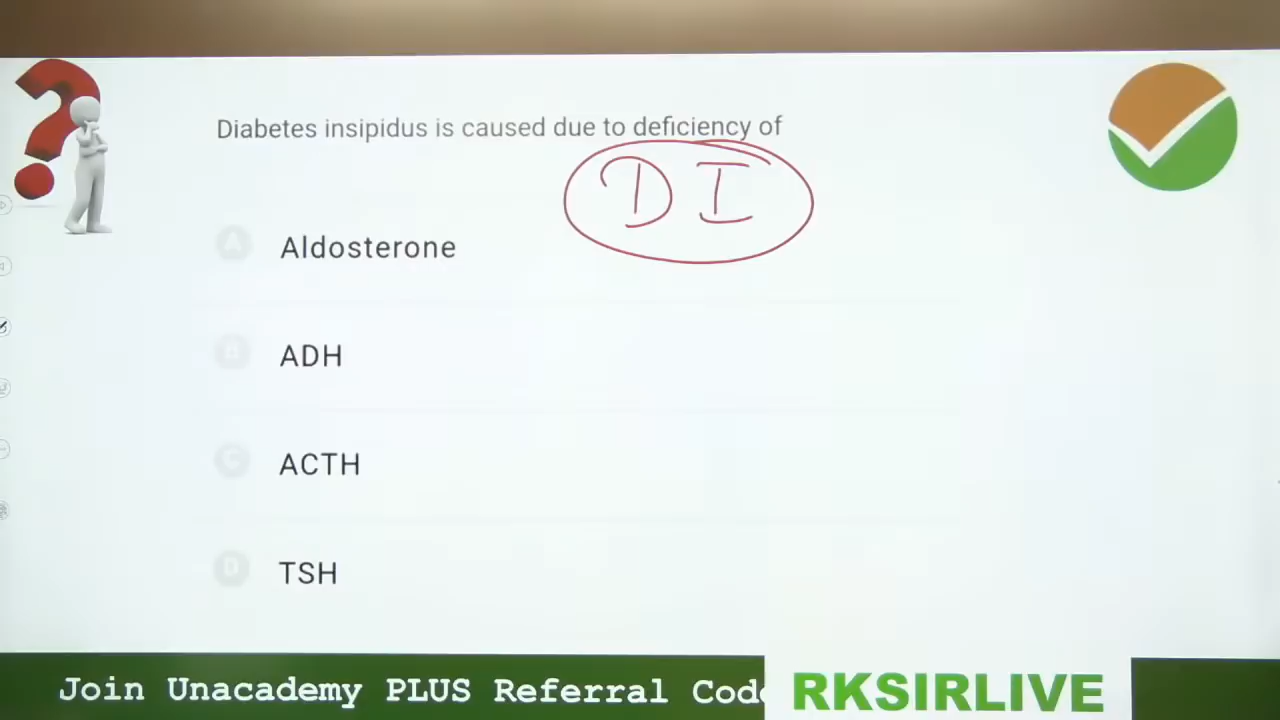 Diabetes insipidus is caused due to deficiency of
DI
A Aldosterone
B ADH
C ACTH
D TSH
Join Unacademy PLUS Referral Code
RKSIRLIVE